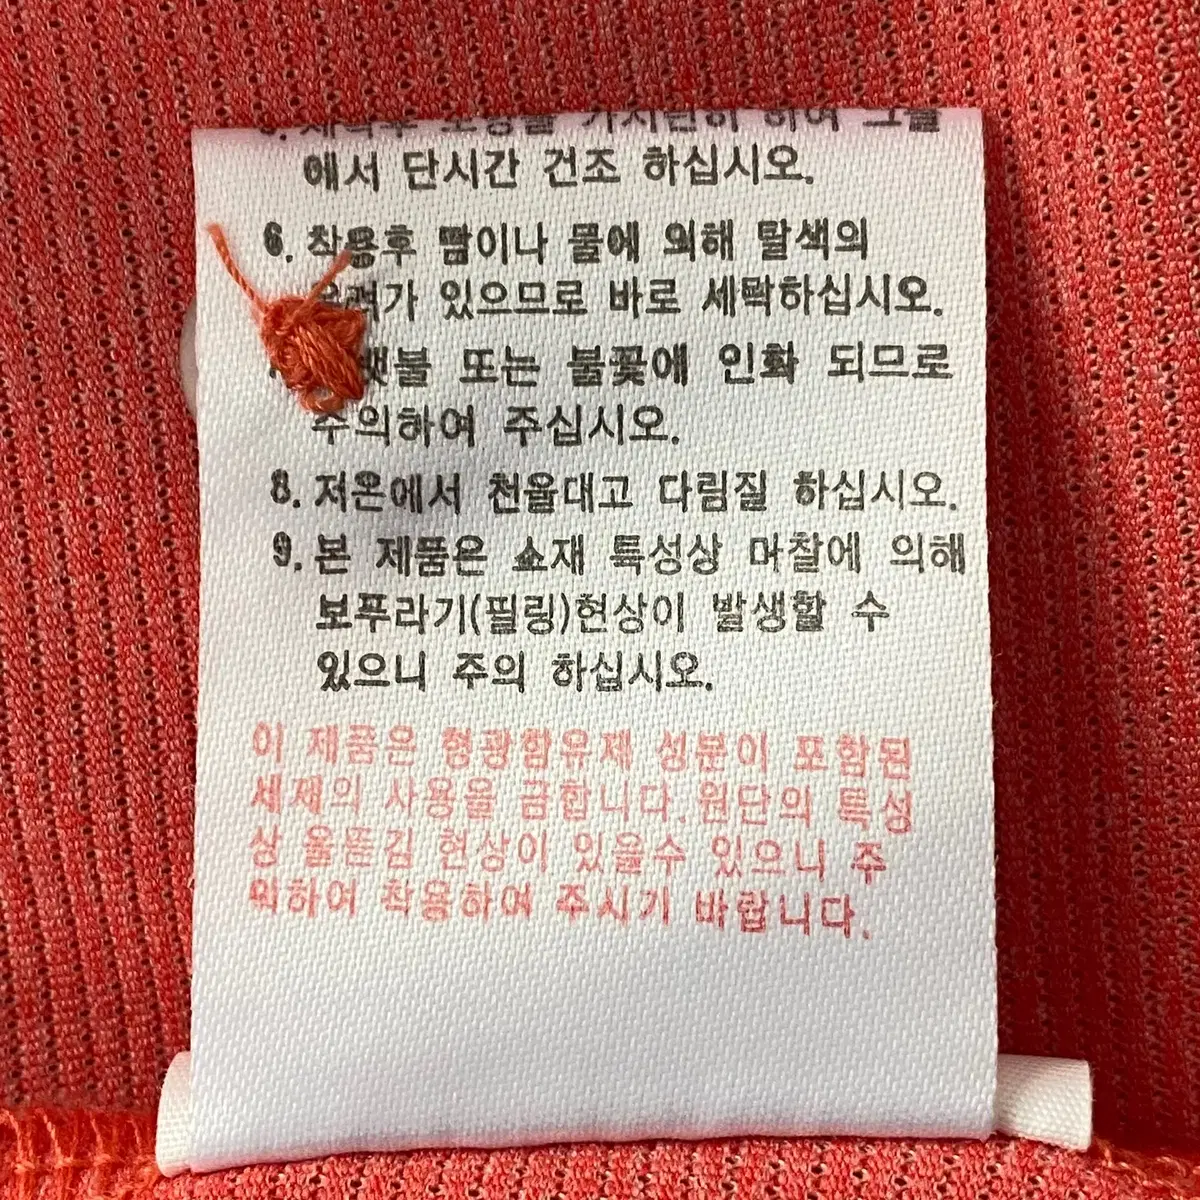 에서 단시간 건조 하십시오.
6. 착용후 땀이나 물에 의해 탈색의
있으므로 바로 세탁하십시오.
또는 불꽃에 인화 되므로
주의하여 주십시오.
8. 저온에서 천을대고 다림질 하십시오.
9. 본 제품은 소재 특성상 마찰에 의해
보푸라기(필링)현상이 발생할 수
있으니 주의 하십시오.
이 제품은 형광함유제 성분이 포함된
세제의 사용을 금합니다.원단의 특성
상 올뜯김 현상이 있을수 있으니 주
의하여 착용하여 주시기 바랍니다.